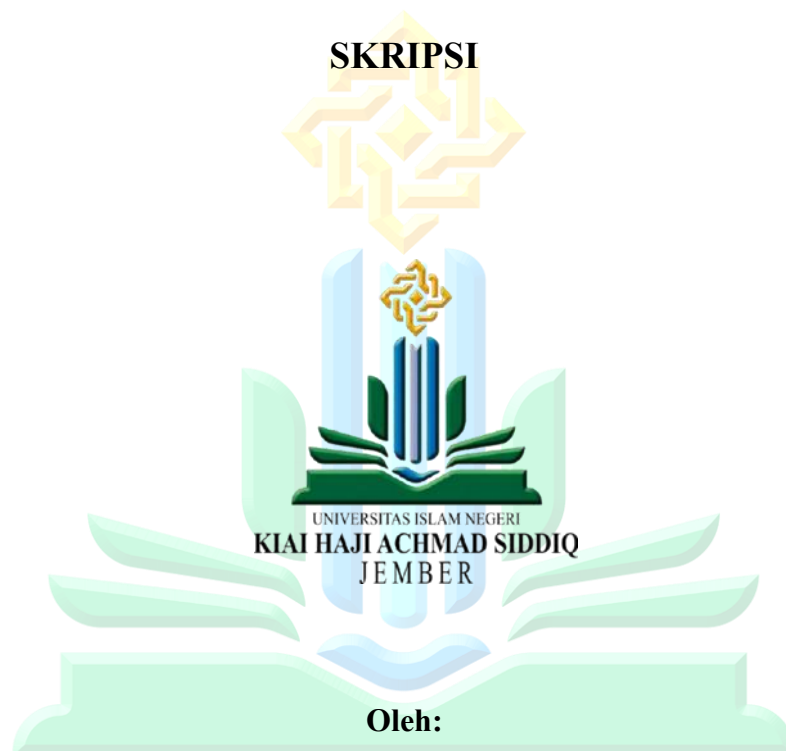 SKRIPSI
UNIVERSITAS ISLAM NEGERI
KIAI HAJI ACHMAD SIDDIQ
JEMBER
Oleh: